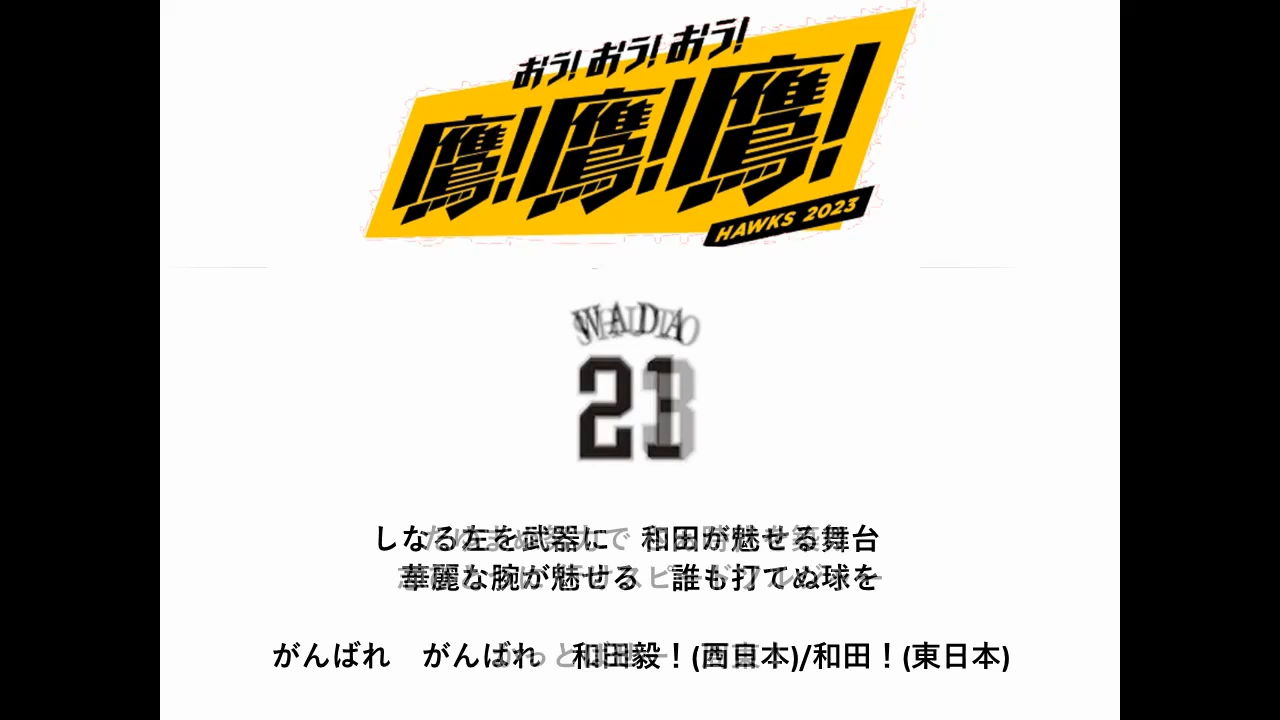 おう!おう!おう!
鷹!鷹!鷹!
HAWKS 2023
WADA
21
しなる左を武器に　和田が魅せる舞台
華麗な腕が魅せる　誰も打てぬ球を
がんばれ　がんばれ　和田毅！(西日本)/和田！(東日本)